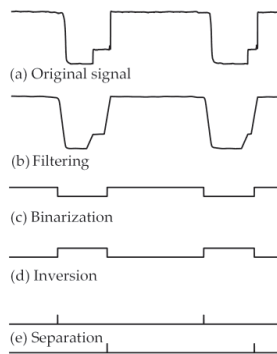 (a) Original signal
(b) Filtering
(c) Binarization
(d) Inversion
(e) Separation